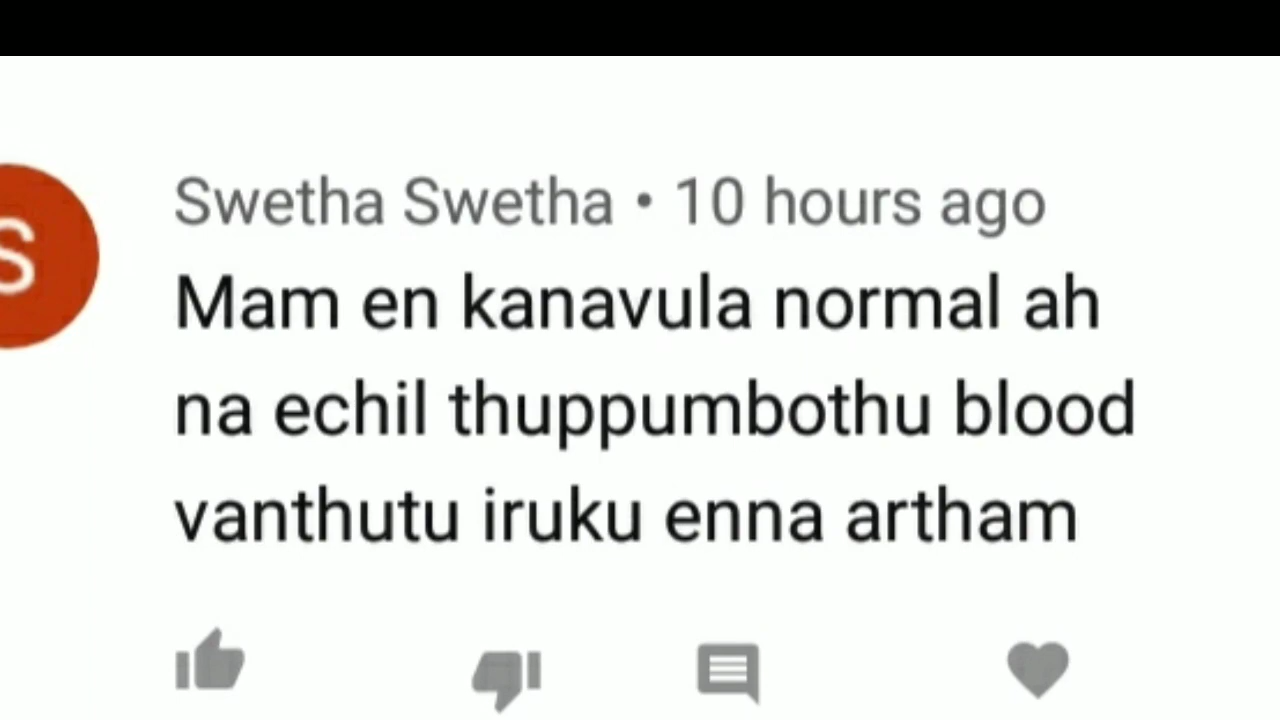 S
Swetha Swetha • 10 hours ago
Mam en kanavula normal ah
na echil thuppumbothu blood
vanthutu iruku enna artham